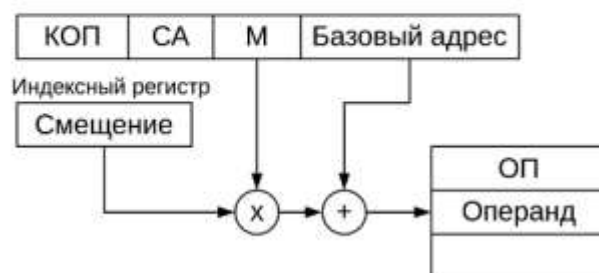 КОП СА М Базовый адрес
Индексный регистр
Смещение
х +
ОП
Операнд